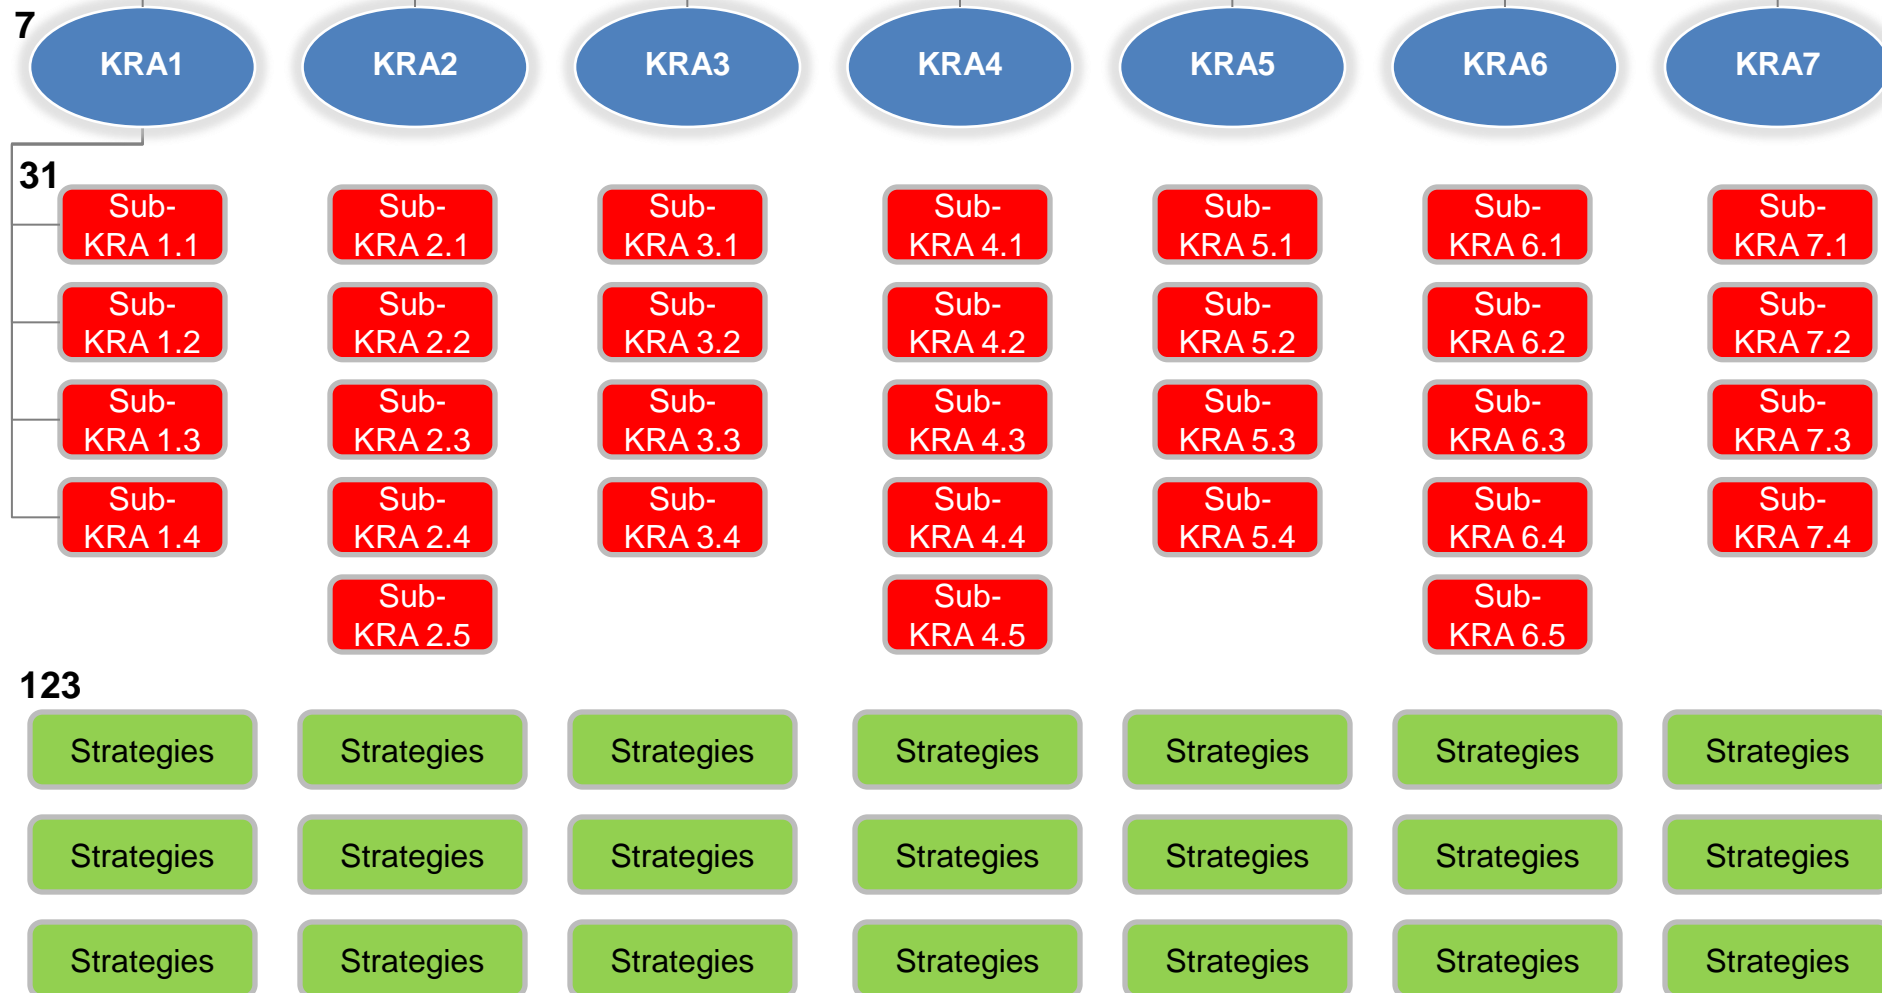 7
KRA1 KRA2 KRA3 KRA4 KRA5 KRA6 KRA7
31
Sub- Sub- Sub- Sub- Sub- Sub- Sub-
KRA 1.1 KRA 2.1 KRA 3.1 KRA 4.1 KRA 5.1 KRA 6.1 KRA 7.1
Sub- Sub- Sub- Sub- Sub- Sub- Sub-
KRA 1.2 KRA 2.2 KRA 3.2 KRA 4.2 KRA 5.2 KRA 6.2 KRA 7.2
Sub- Sub- Sub- Sub- Sub- Sub- Sub-
KRA 1.3 KRA 2.3 KRA 3.3 KRA 4.3 KRA 5.3 KRA 6.3 KRA 7.3
Sub- Sub- Sub- Sub- Sub- Sub- Sub-
KRA 1.4 KRA 2.4 KRA 3.4 KRA 4.4 KRA 5.4 KRA 6.4 KRA 7.4
Sub- Sub- Sub-
KRA 2.5 KRA 4.5 KRA 6.5
123
Strategies Strategies Strategies Strategies Strategies Strategies Strategies
Strategies Strategies Strategies Strategies Strategies Strategies Strategies
Strategies Strategies Strategies Strategies Strategies Strategies Strategies